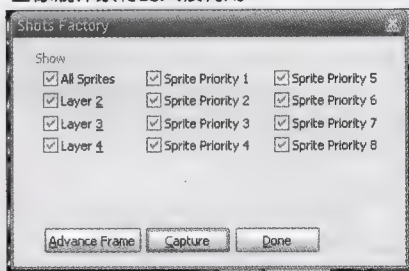 Shots Factory
Show
All Sprites
Sprite Priority 1
Sprite Priority 5
Layer 2
Sprite Priority 2
Sprite Priority 6
Layer 3
Sprite Priority 3
Sprite Priority 7
Layer 4
Sprite Priority 4
Sprite Priority 8
Advance Frame
Capture
Done